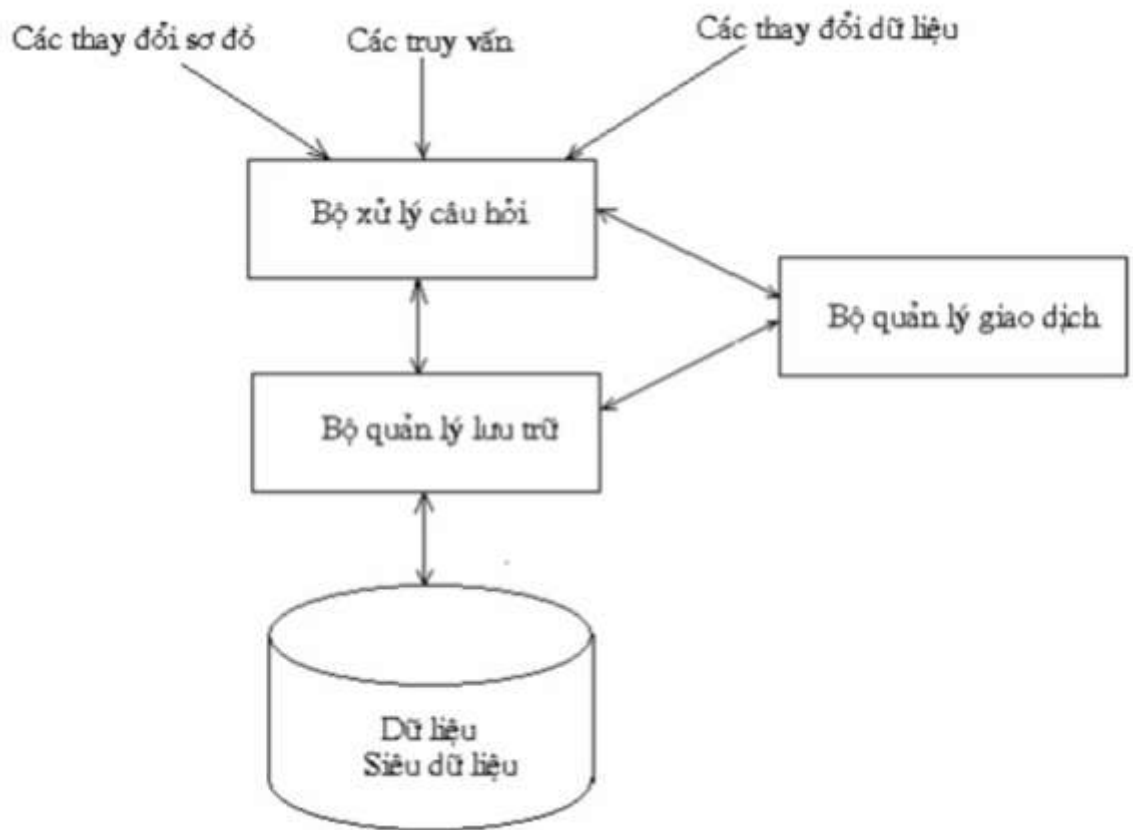 Các thay đổi sơ đồ
Các truy vấn
Các thay đổi dữ liệu
Bộ xử lý câu hỏi
Bộ quản lý giao dịch
Bộ quản lý lưu trữ
Dữ liệu
Siêu dữ liệu